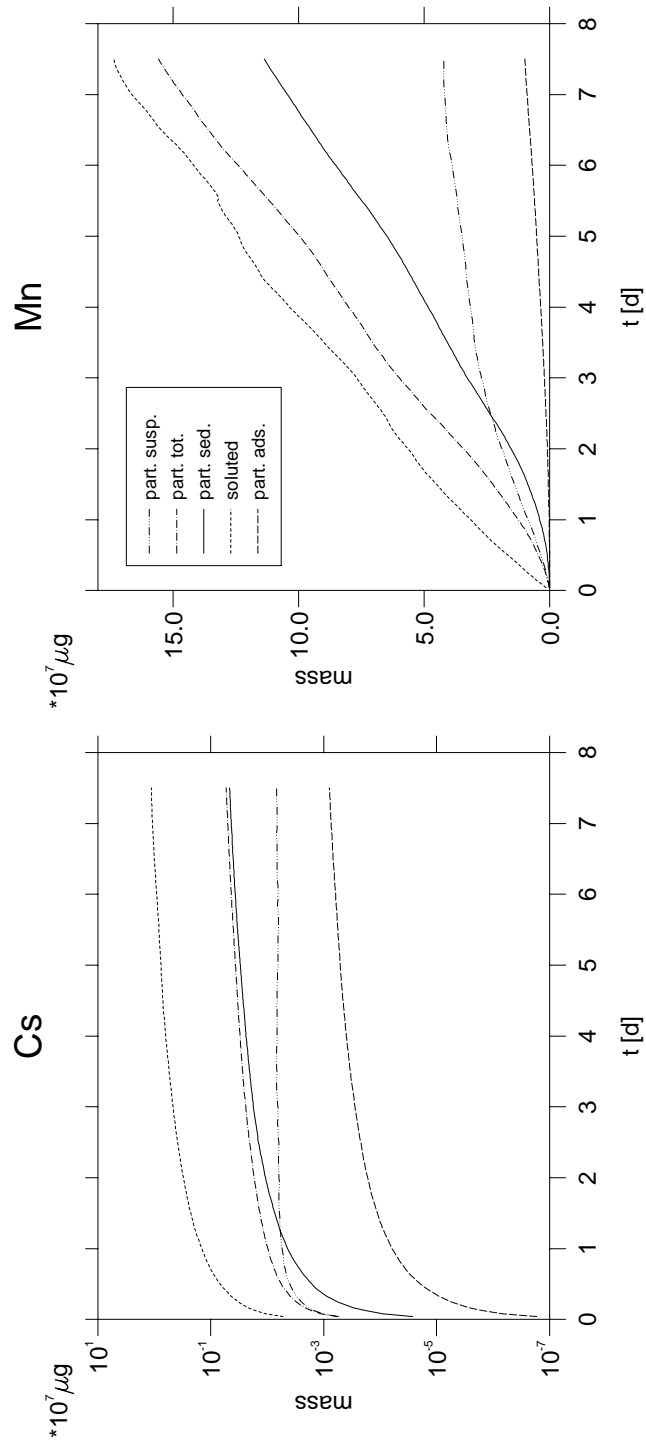 Cs
*10⁷µg
10¹
10⁻¹
10⁻³
10⁻⁵
10⁻⁷
mass
0 1 2 3 4 5 6 7 8
t [d]
Mn
*10⁷µg
15.0
10.0
5.0
0.0
mass
part. susp.
part. tot.
part. sed.
soluted
part. ads.
0 1 2 3 4 5 6 7 8
t [d]